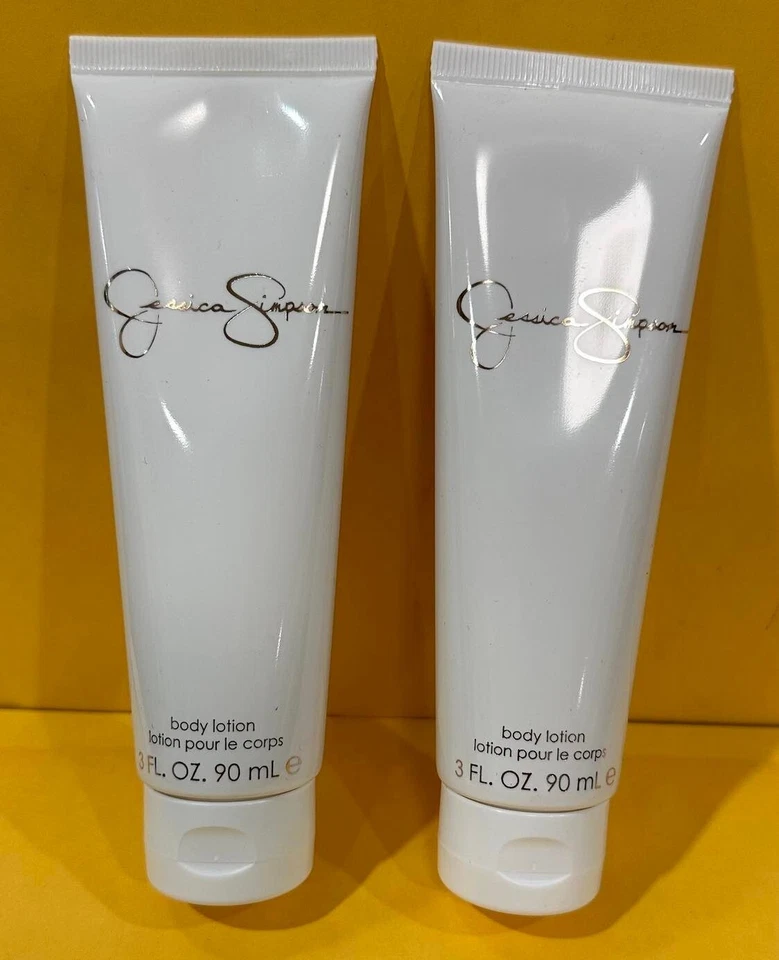 Jessica Simpson
body lotion
lotion pour le corps
3 FL. OZ. 90 mL ℮
Jessica Simpson
body lotion
lotion pour le corps
3 FL. OZ. 90 mL ℮